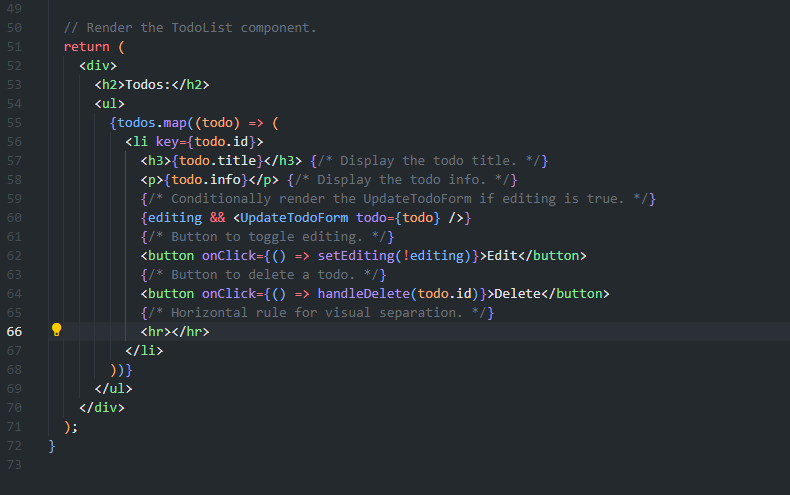 49
50 // Render the TodoList component.
51 return (
52 <div>
53 <h2>Todos:</h2>
54 <ul>
55 {todos.map((todo) => (
56 <li key={todo.id}>
57 <h3>{todo.title}</h3> {/* Display the todo title. */}
58 <p>{todo.info}</p> {/* Display the todo info. */}
59 {/* Conditionally render the UpdateTodoForm if editing is true. */}
60 {editing && <UpdateTodoForm todo={todo} />}
61 {/* Button to toggle editing. */}
62 <button onClick={() => setEditing(!editing)}>Edit</button>
63 {/* Button to delete a todo. */}
64 <button onClick={() => handleDelete(todo.id)}>Delete</button>
65 {/* Horizontal rule for visual separation. */}
66 <hr></hr>
67 </li>
68 ))}
69 </ul>
70 </div>
71 );
72 }
73